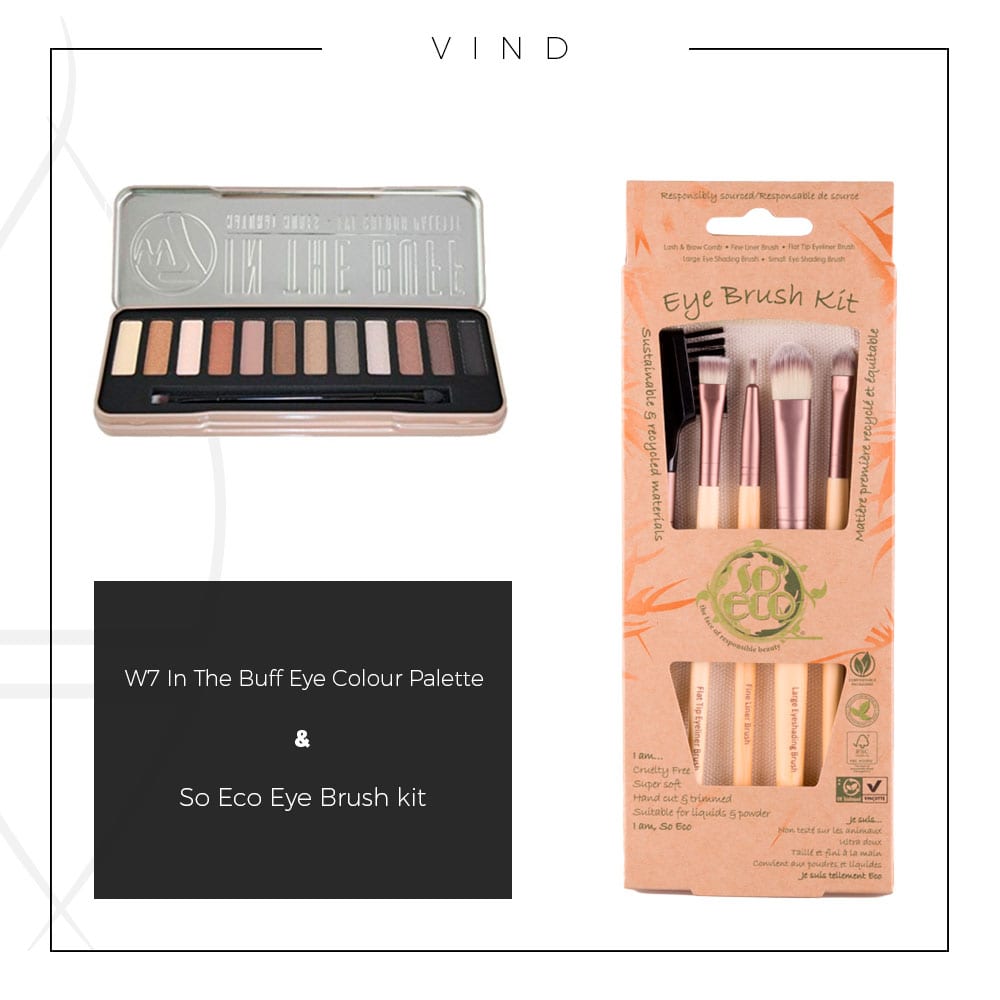 VIND
W7
IN THE BUFF
Responsibly sourced/Responsable de source
Lash & Brow Comb • Fine Liner Brush • Flat Tip Eyeliner Brush
Large Eye Shading Brush • Small Eye Shading Brush
Eye Brush Kit
Sustainable & recycled materials
Matière première recyclé et équitable
SO
eco
the face of responsible beauty
Flat Tip Eyeliner Brush
Fine Liner Brush
Large Eyeshading Brush
FSC
I am...
Cruelty Free
Super soft
Hand cut & trimmed
Suitable for liquids & powder
I am, So Eco
Je suis...
Non testé sur les animaux
Ultra doux
Taillé et fini à la main
Convient aux poudres et liquides
Je suis tellement Eco
W7 In The Buff Eye Colour Palette
&
So Eco Eye Brush kit